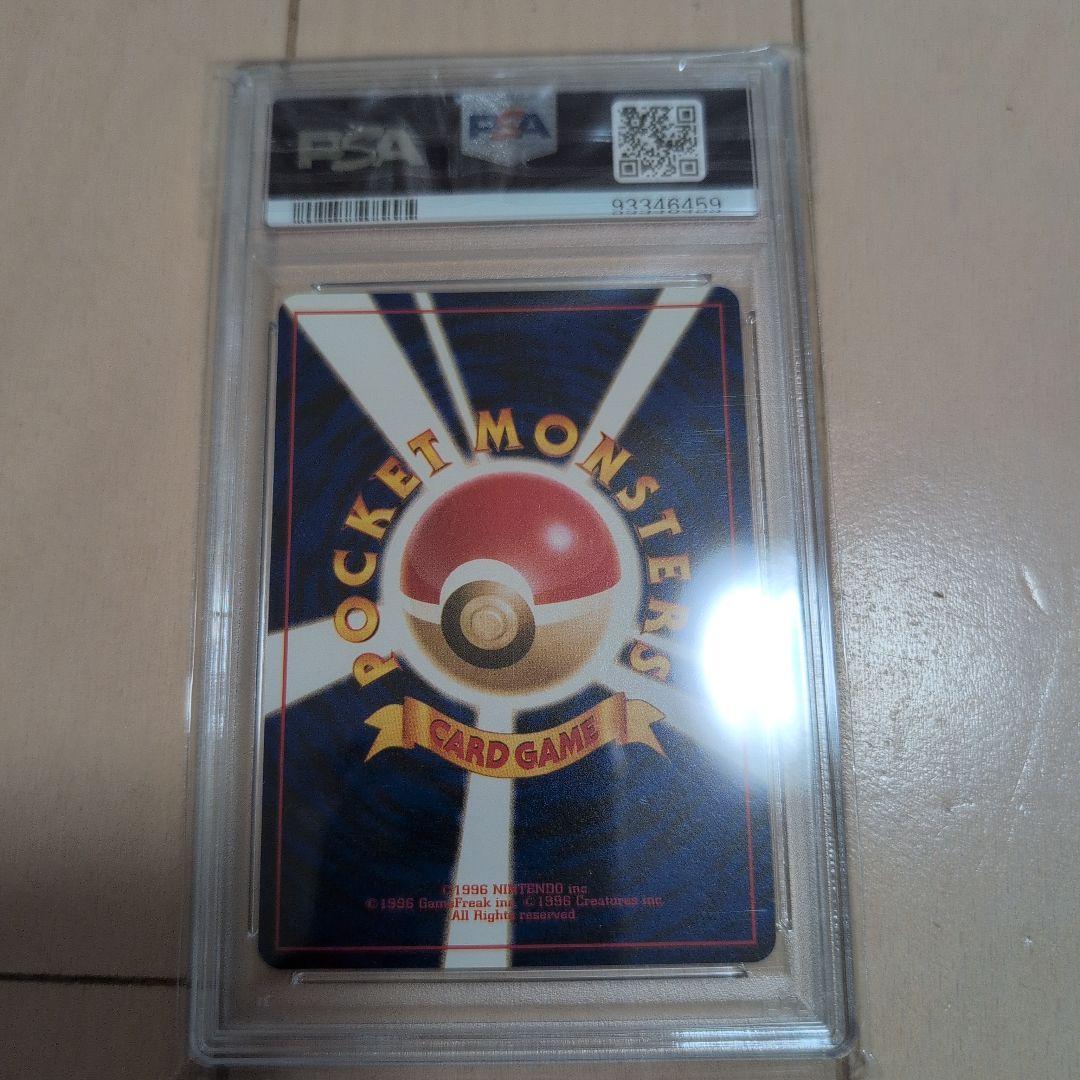 PSA
PSA
93346459
POCKET MONSTERS
CARD GAME
©1996 NINTENDO inc.
©1996 GameFreak inc. ©1996 Creatures inc.
All Rights reserved.